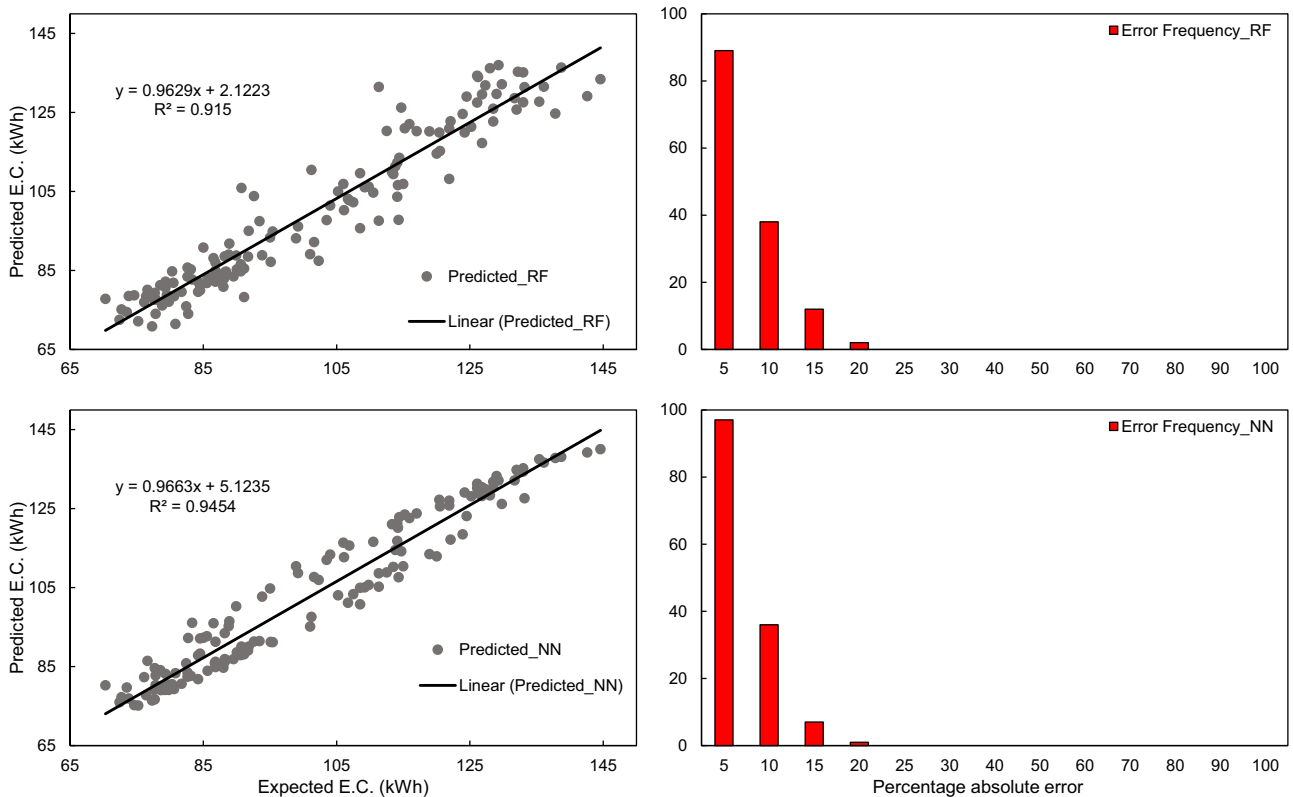 Predicted E.C. (kWh)
145
125
105
85
65
y = 0.9629x + 2.1223
R² = 0.915
Predicted_RF
Linear (Predicted_RF)
65 85 105 125 145
100
80
60
40
20
0
Error Frequency_RF
5 10 15 20 25 30 40 50 60 70 80 90 100
Predicted E.C. (kWh)
145
125
105
85
65
y = 0.9663x + 5.1235
R² = 0.9454
Predicted_NN
Linear (Predicted_NN)
65 85 105 125 145
Expected E.C. (kWh)
100
80
60
40
20
0
Error Frequency_NN
5 10 15 20 25 30 40 50 60 70 80 90 100
Percentage absolute error